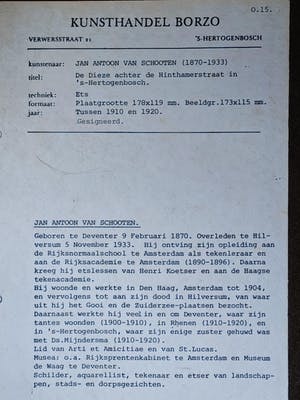 O.15.
KUNSTHANDEL BORZO
VERWERSSTRAAT 21 'S-HERTOGENBOSCH
kunstenaar: JAN ANTOON VAN SCHOOTEN (1870-1933)
titel: De Dieze achter de Hinthamerstraat in
's-Hertogenbosch.
techniek: Ets
formaat: Plaatgrootte 178x119 mm. Beeldgr.173x115 mm.
jaar: Tussen 1910 en 1920.
Gesigneerd.
JAN ANTOON VAN SCHOOTEN.
Geboren te Deventer 9 Februari 1870. Overleden te Hil-
versum 5 November 1933. Hij ontving zijn opleiding aan
de Rijksnormaalschool te Amsterdam als tekenleraar en
aan de Rijksacademie te Amsterdam (1890-1896). Daarna
kreeg hij etslessen van Henri Koetser en aan de Haagse
tekenacademie.
Hij woonde en werkte in Den Haag, Amsterdam tot 1904,
en vervolgens tot aan zijn dood in Hilversum, van waar
uit hij het Gooi en de Zuiderzee-plaatsen bezocht.
Daarnaast werkte hij veel in en om Deventer, waar zijn
tantes woonden (1900-1910), in Rhenen (1910-1920), en
in 's-Hertogenbosch, waar zijn enige zuster gehuwd was
met Ds.Mijndersma (1910-1920).
Lid van Arti et Amicitiae en van St.Lucas.
Musea: o.a. Rijksprentenkabinet te Amsterdam en Museum
de Waag te Deventer.
Schilder, aquarellist, tekenaar en etser van landschap-
pen, stads- en dorpsgezichten.